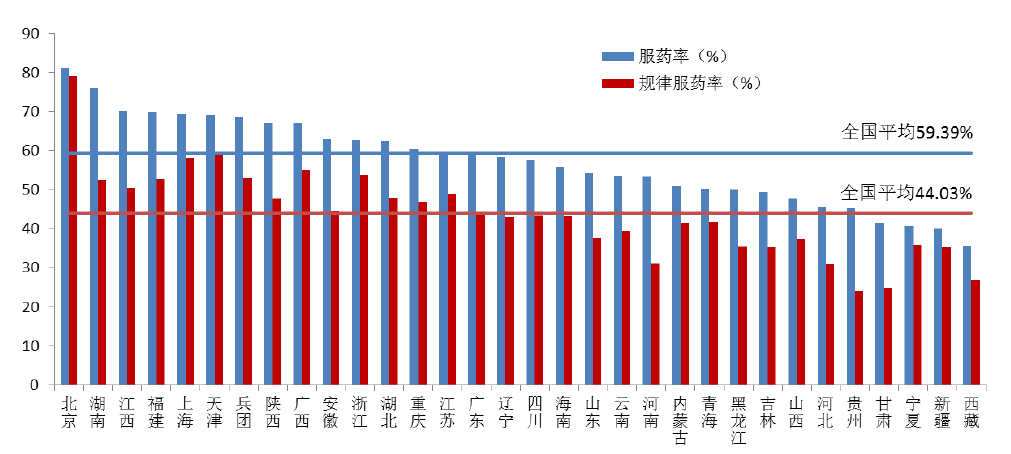 90
80
70
60
50
40
30
20
10
0
服药率（%）
规律服药率（%）
全国平均59.39%
全国平均44.03%
北京
湖南
江西
福建
上海
天津
兵团
陕西
广西
安徽
浙江
湖北
重庆
江苏
广东
辽宁
四川
海南
山东
云南
河南
内蒙古
青海
黑龙江
吉林
山西
河北
贵州
甘肃
宁夏
新疆
西藏